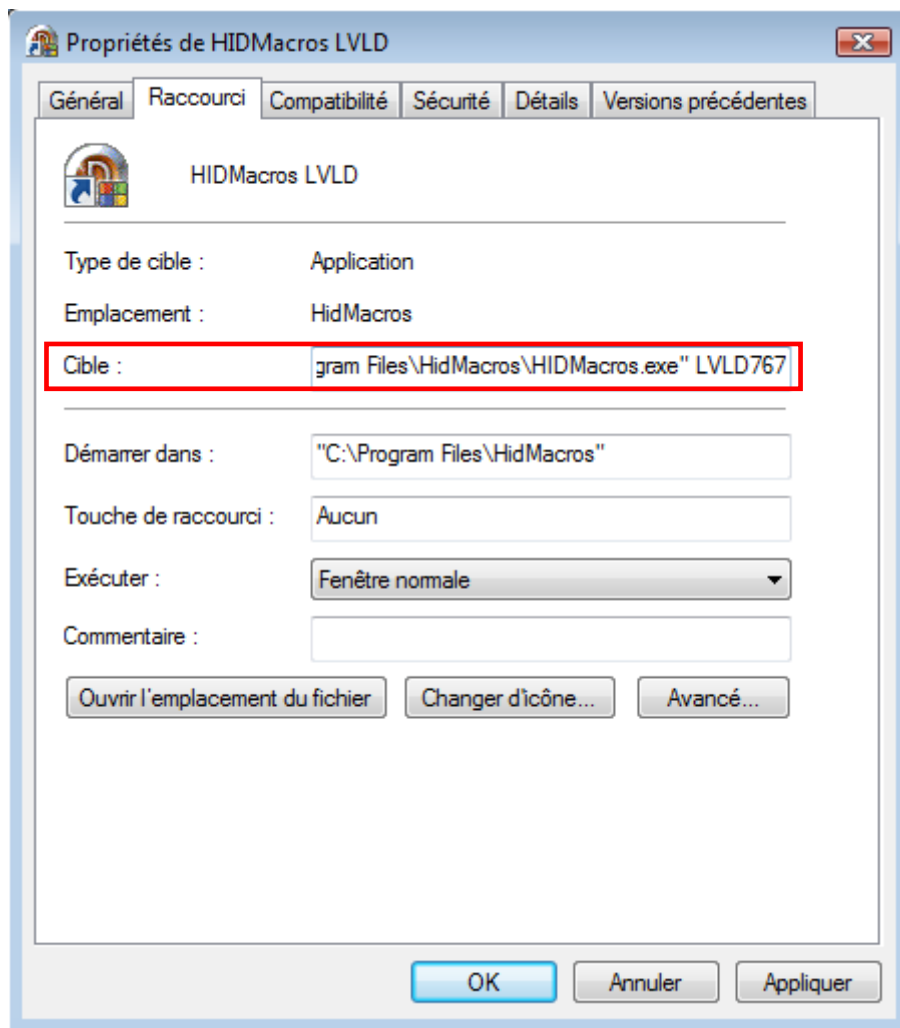 Propriétés de HIDMacros LVLD
Général Raccourci Compatibilité Sécurité Détails Versions précédentes
HIDMacros LVLD
Type de cible : Application
Emplacement : HidMacros
Cible : gram Files\HidMacros\HIDMacros.exe" LVLD767
Démarrer dans : "C:\Program Files\HidMacros"
Touche de raccourci : Aucun
Exécuter : Fenêtre normale
Commentaire :
Ouvrir l'emplacement du fichier Changer d'icône... Avancé...
OK Annuler Appliquer